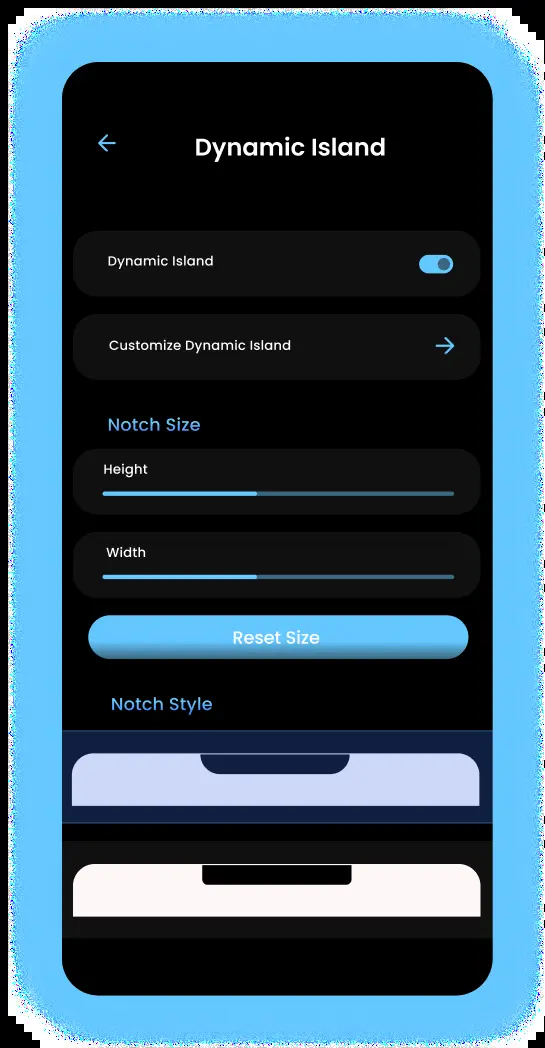 Dynamic Island
Dynamic Island
Customize Dynamic Island
Notch Size
Height
Width
Reset Size
Notch Style